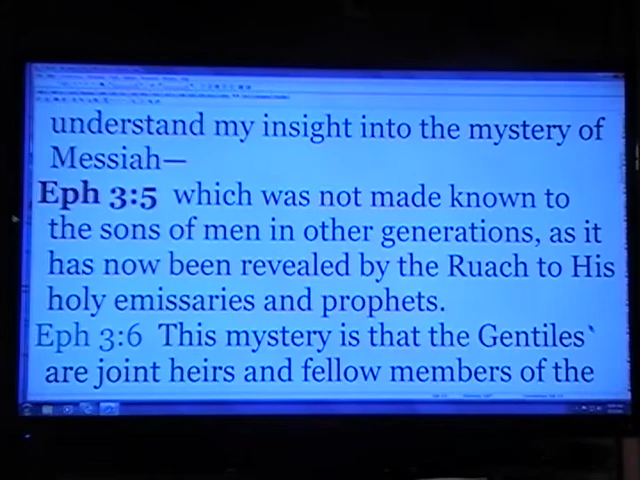 understand my insight into the mystery of
Messiah—
Eph 3:5 which was not made known to
the sons of men in other generations, as it
has now been revealed by the Ruach to His
holy emissaries and prophets.
Eph 3:6 This mystery is that the Gentiles`
are joint heirs and fellow members of the